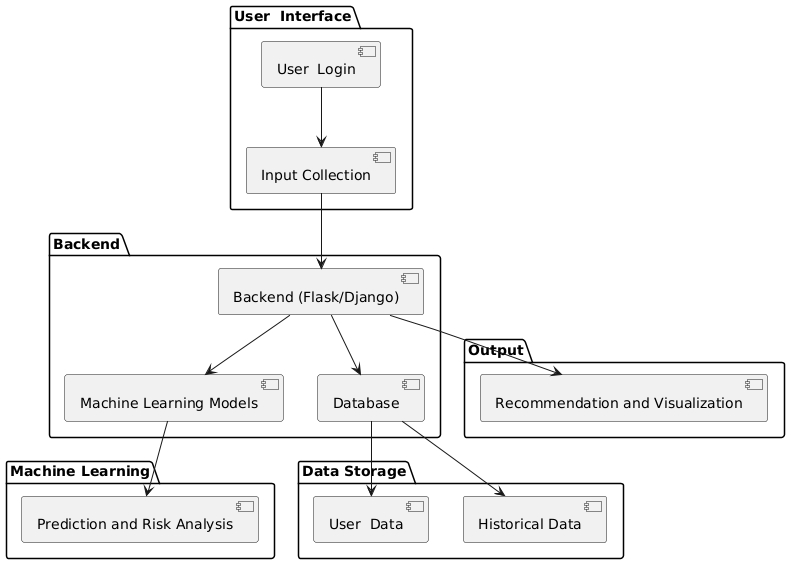 User  Interface
User  Login
Input Collection
Backend
Backend (Flask/Django)
Output
Machine Learning Models
Database
Recommendation and Visualization
Machine Learning
Data Storage
Prediction and Risk Analysis
User  Data
Historical Data